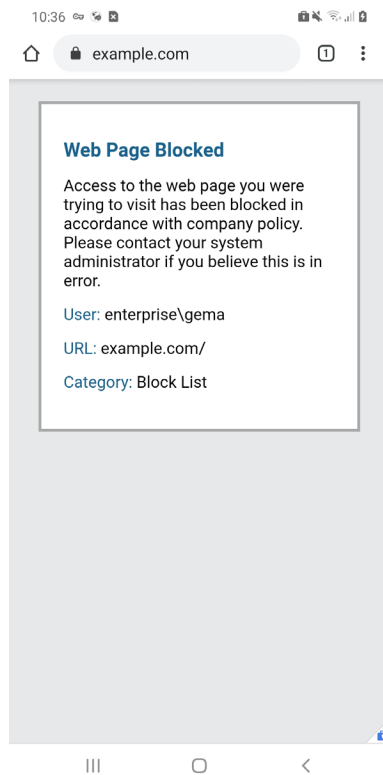 10:36
example.com
1
Web Page Blocked
Access to the web page you were
trying to visit has been blocked in
accordance with company policy.
Please contact your system
administrator if you believe this is in
error.
User: enterprise\gema
URL: example.com/
Category: Block List